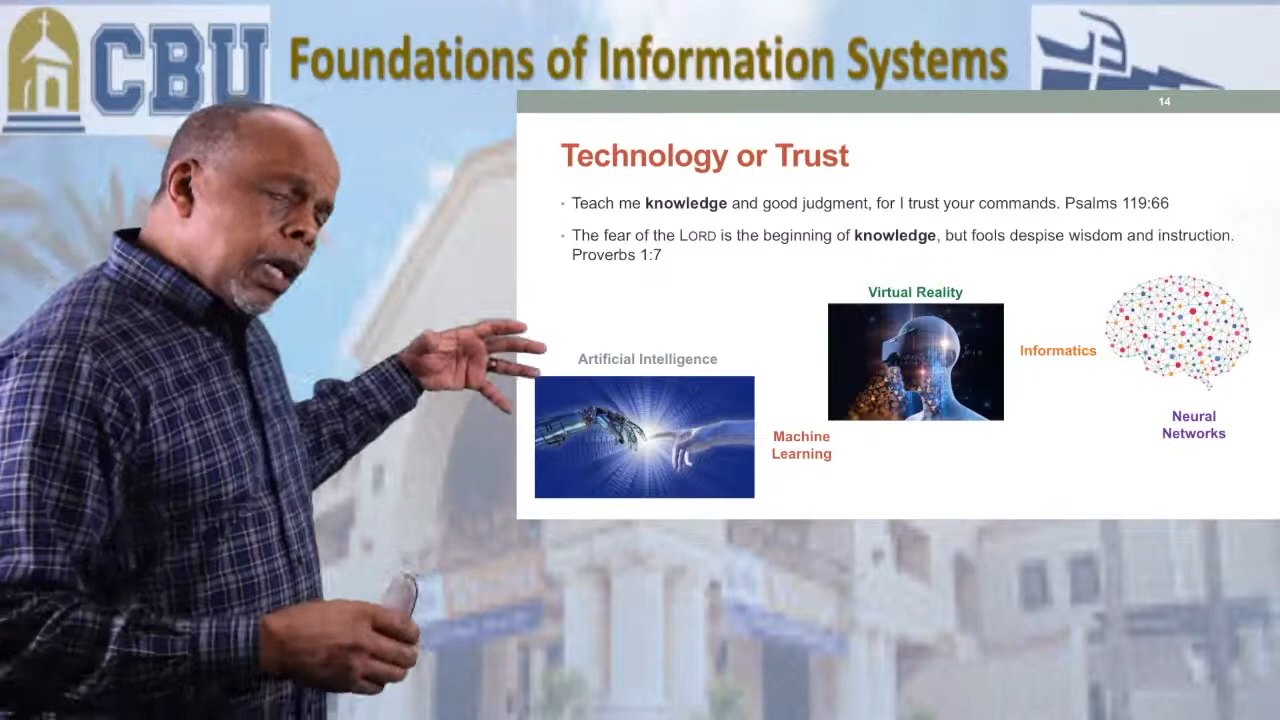 CBU
Foundations of Information Systems
14
Technology or Trust
Teach me knowledge and good judgment, for I trust your commands. Psalms 119:66
The fear of the LORD is the beginning of knowledge, but fools despise wisdom and instruction.
Proverbs 1:7
Virtual Reality
Informatics
Artificial Intelligence
Neural
Networks
Machine
Learning